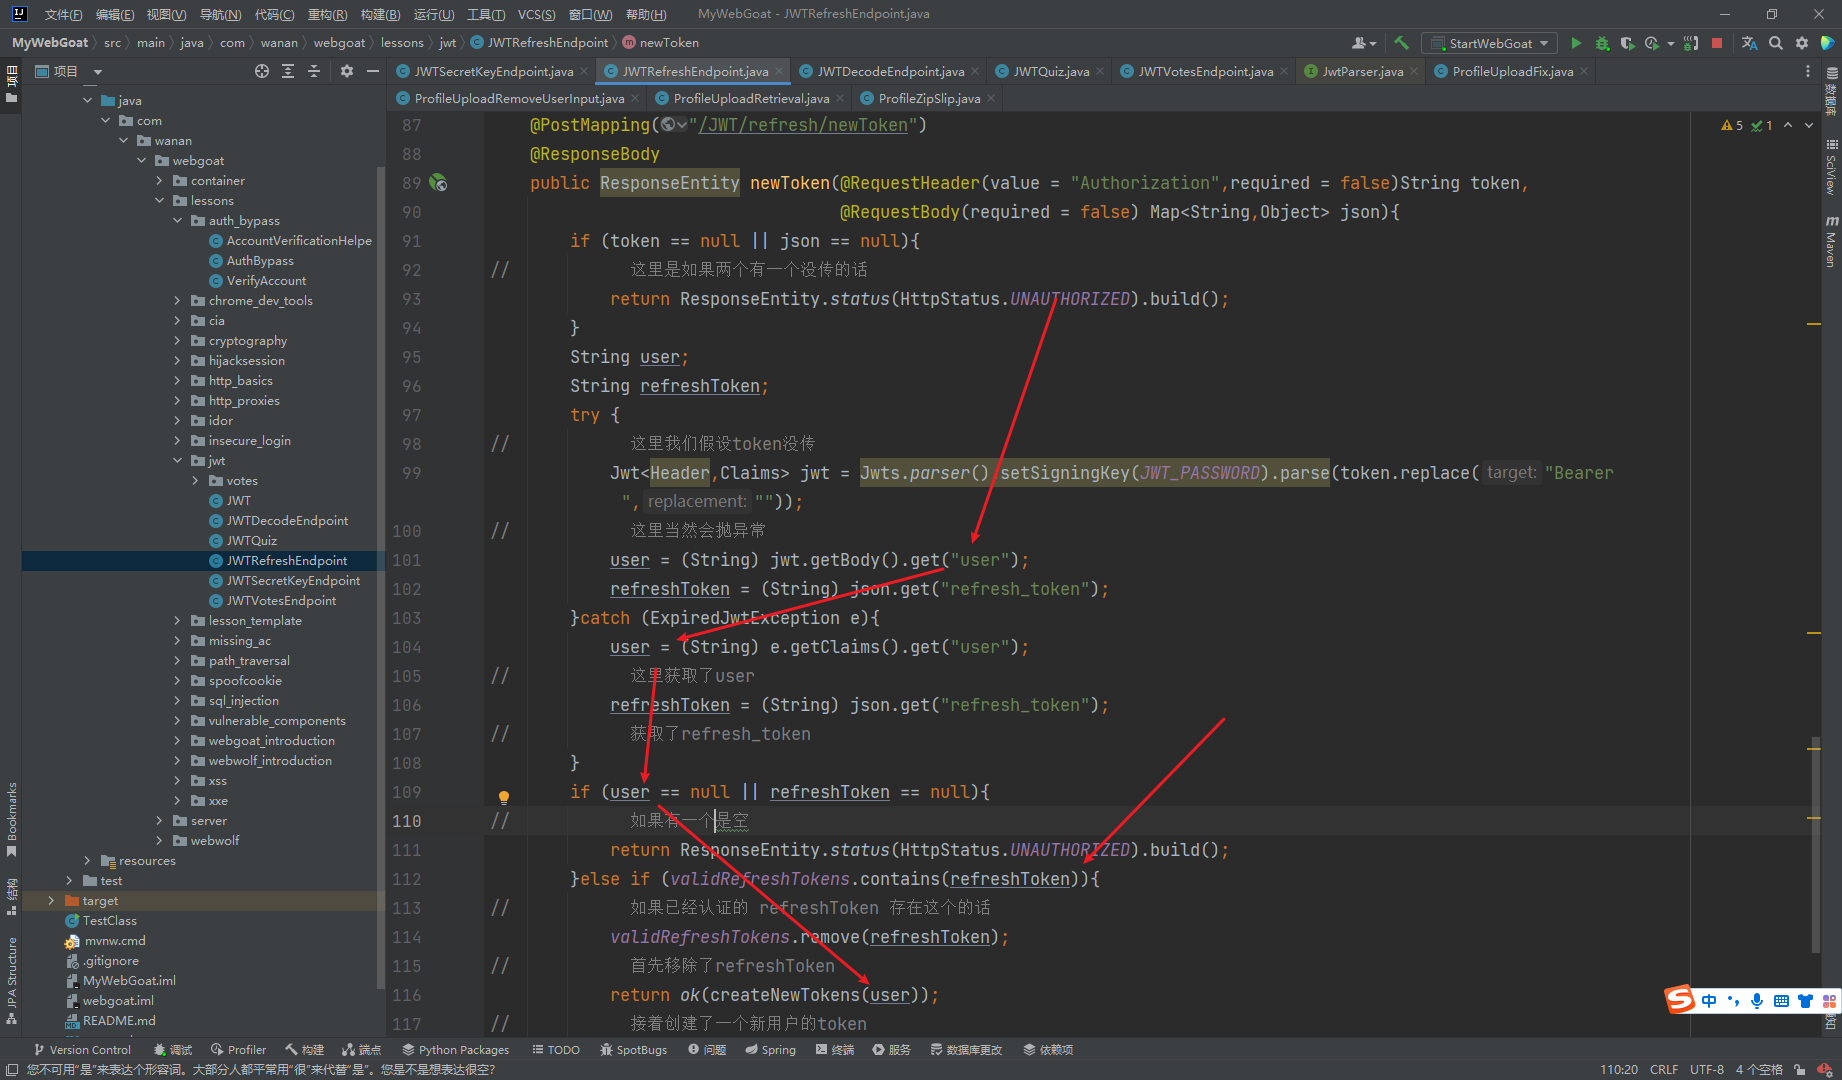 文件(F) 编辑(E) 视图(V) 导航(N) 代码(C) 重构(R) 构建(B) 运行(U) 工具(T) VCS(S) 窗口(W) 帮助(H) MyWebGoat - JWTRefreshEndpoint.java
MyWebGoat src main java com wanan webgoat lessons jwt JWTRefreshEndpoint newToken StartWebGoat
项目
JWTSecretKeyEndpoint.java JWTRefreshEndpoint.java JWTDecodeEndpoint.java JWTQuiz.java JWTVotesEndpoint.java JwtParser.java ProfileUploadFix.java
ProfileUploadRemoveUserInput.java ProfileUploadRetrieval.java ProfileZipSlip.java
java
com
wanan
webgoat
container
lessons
auth_bypass
AccountVerificationHelpe
AuthBypass
VerifyAccount
chrome_dev_tools
cia
cryptography
hijacksession
http_basics
http_proxies
idor
insecure_login
jwt
votes
JWT
JWTDecodeEndpoint
JWTQuiz
JWTRefreshEndpoint
JWTSecretKeyEndpoint
JWTVotesEndpoint
lesson_template
missing_ac
path_traversal
spoofcookie
sql_injection
vulnerable_components
webgoat_introduction
webwolf_introduction
xss
xxe
server
webwolf
resources
test
target
TestClass
mvnw.cmd
.gitignore
MyWebGoat.iml
webgoat.iml
README.md
87 @PostMapping("/JWT/refresh/newToken")
88 @ResponseBody
89 public ResponseEntity newToken(@RequestHeader(value = "Authorization",required = false)String token,
90 @RequestBody(required = false) Map<String,Object> json){
91 if (token == null || json == null){
92 // 这里是如果两个有一个没传的话
93 return ResponseEntity.status(HttpStatus.UNAUTHORIZED).build();
94 }
95 String user;
96 String refreshToken;
97 try {
98 // 这里我们假设token没传
99 Jwt<Header,Claims> jwt = Jwts.parser().setSigningKey(JWT_PASSWORD).parse(token.replace( target: "Bearer
", replacement: ""));
100 // 这里当然会抛异常
101 user = (String) jwt.getBody().get("user");
102 refreshToken = (String) json.get("refresh_token");
103 }catch (ExpiredJwtException e){
104 user = (String) e.getClaims().get("user");
105 // 这里获取了user
106 refreshToken = (String) json.get("refresh_token");
107 // 获取了refresh_token
108 }
109 if (user == null || refreshToken == null){
110 // 如果有一个是空
111 return ResponseEntity.status(HttpStatus.UNAUTHORIZED).build();
112 }else if (validRefreshTokens.contains(refreshToken)){
113 // 如果已经认证的 refreshToken 存在这个的话
114 validRefreshTokens.remove(refreshToken);
115 // 首先移除了refreshToken
116 return ok(createNewTokens(user));
117 // 接着创建了一个新用户的token
5 1
项目
Bookmarks
结构
JPA Structure
数据库
SciView
Maven
中
Version Control 调试 Profiler 构建 端点 Python Packages TODO SpotBugs 问题 Spring 终端 服务 数据库更改 依赖项
您不可用“是”来表达个形容词。大部分人都平常用“很”来代替“是”。您是不是想表达很空? 110:20 CRLF UTF-8 4 个空格